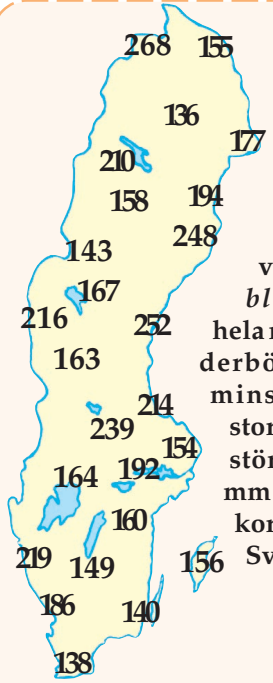 268 155
136
177
210
158 194
248
143
167
216 252
163
214
239
154
192
164
160
219 149 156
186 140
138
v
bl
helar
derbö
mins
stor
stör
mm
kor
Sv